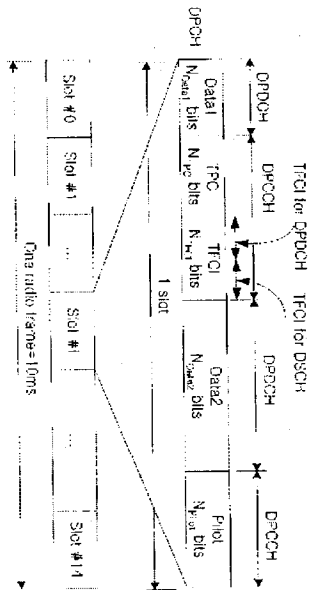 TFCI for DPDCH TFCI for DSCH
DPDCH DPCCH DPDCH DPCCH
DPCH
Data1 TPC TFCI Data2 Pilot
NData1 bits NTPC bits NTFCI bits NData2 bits NPilot bits
1 slot
Slot #0 Slot #1 ... Slot #i ... Slot #14
One radio frame=10ms